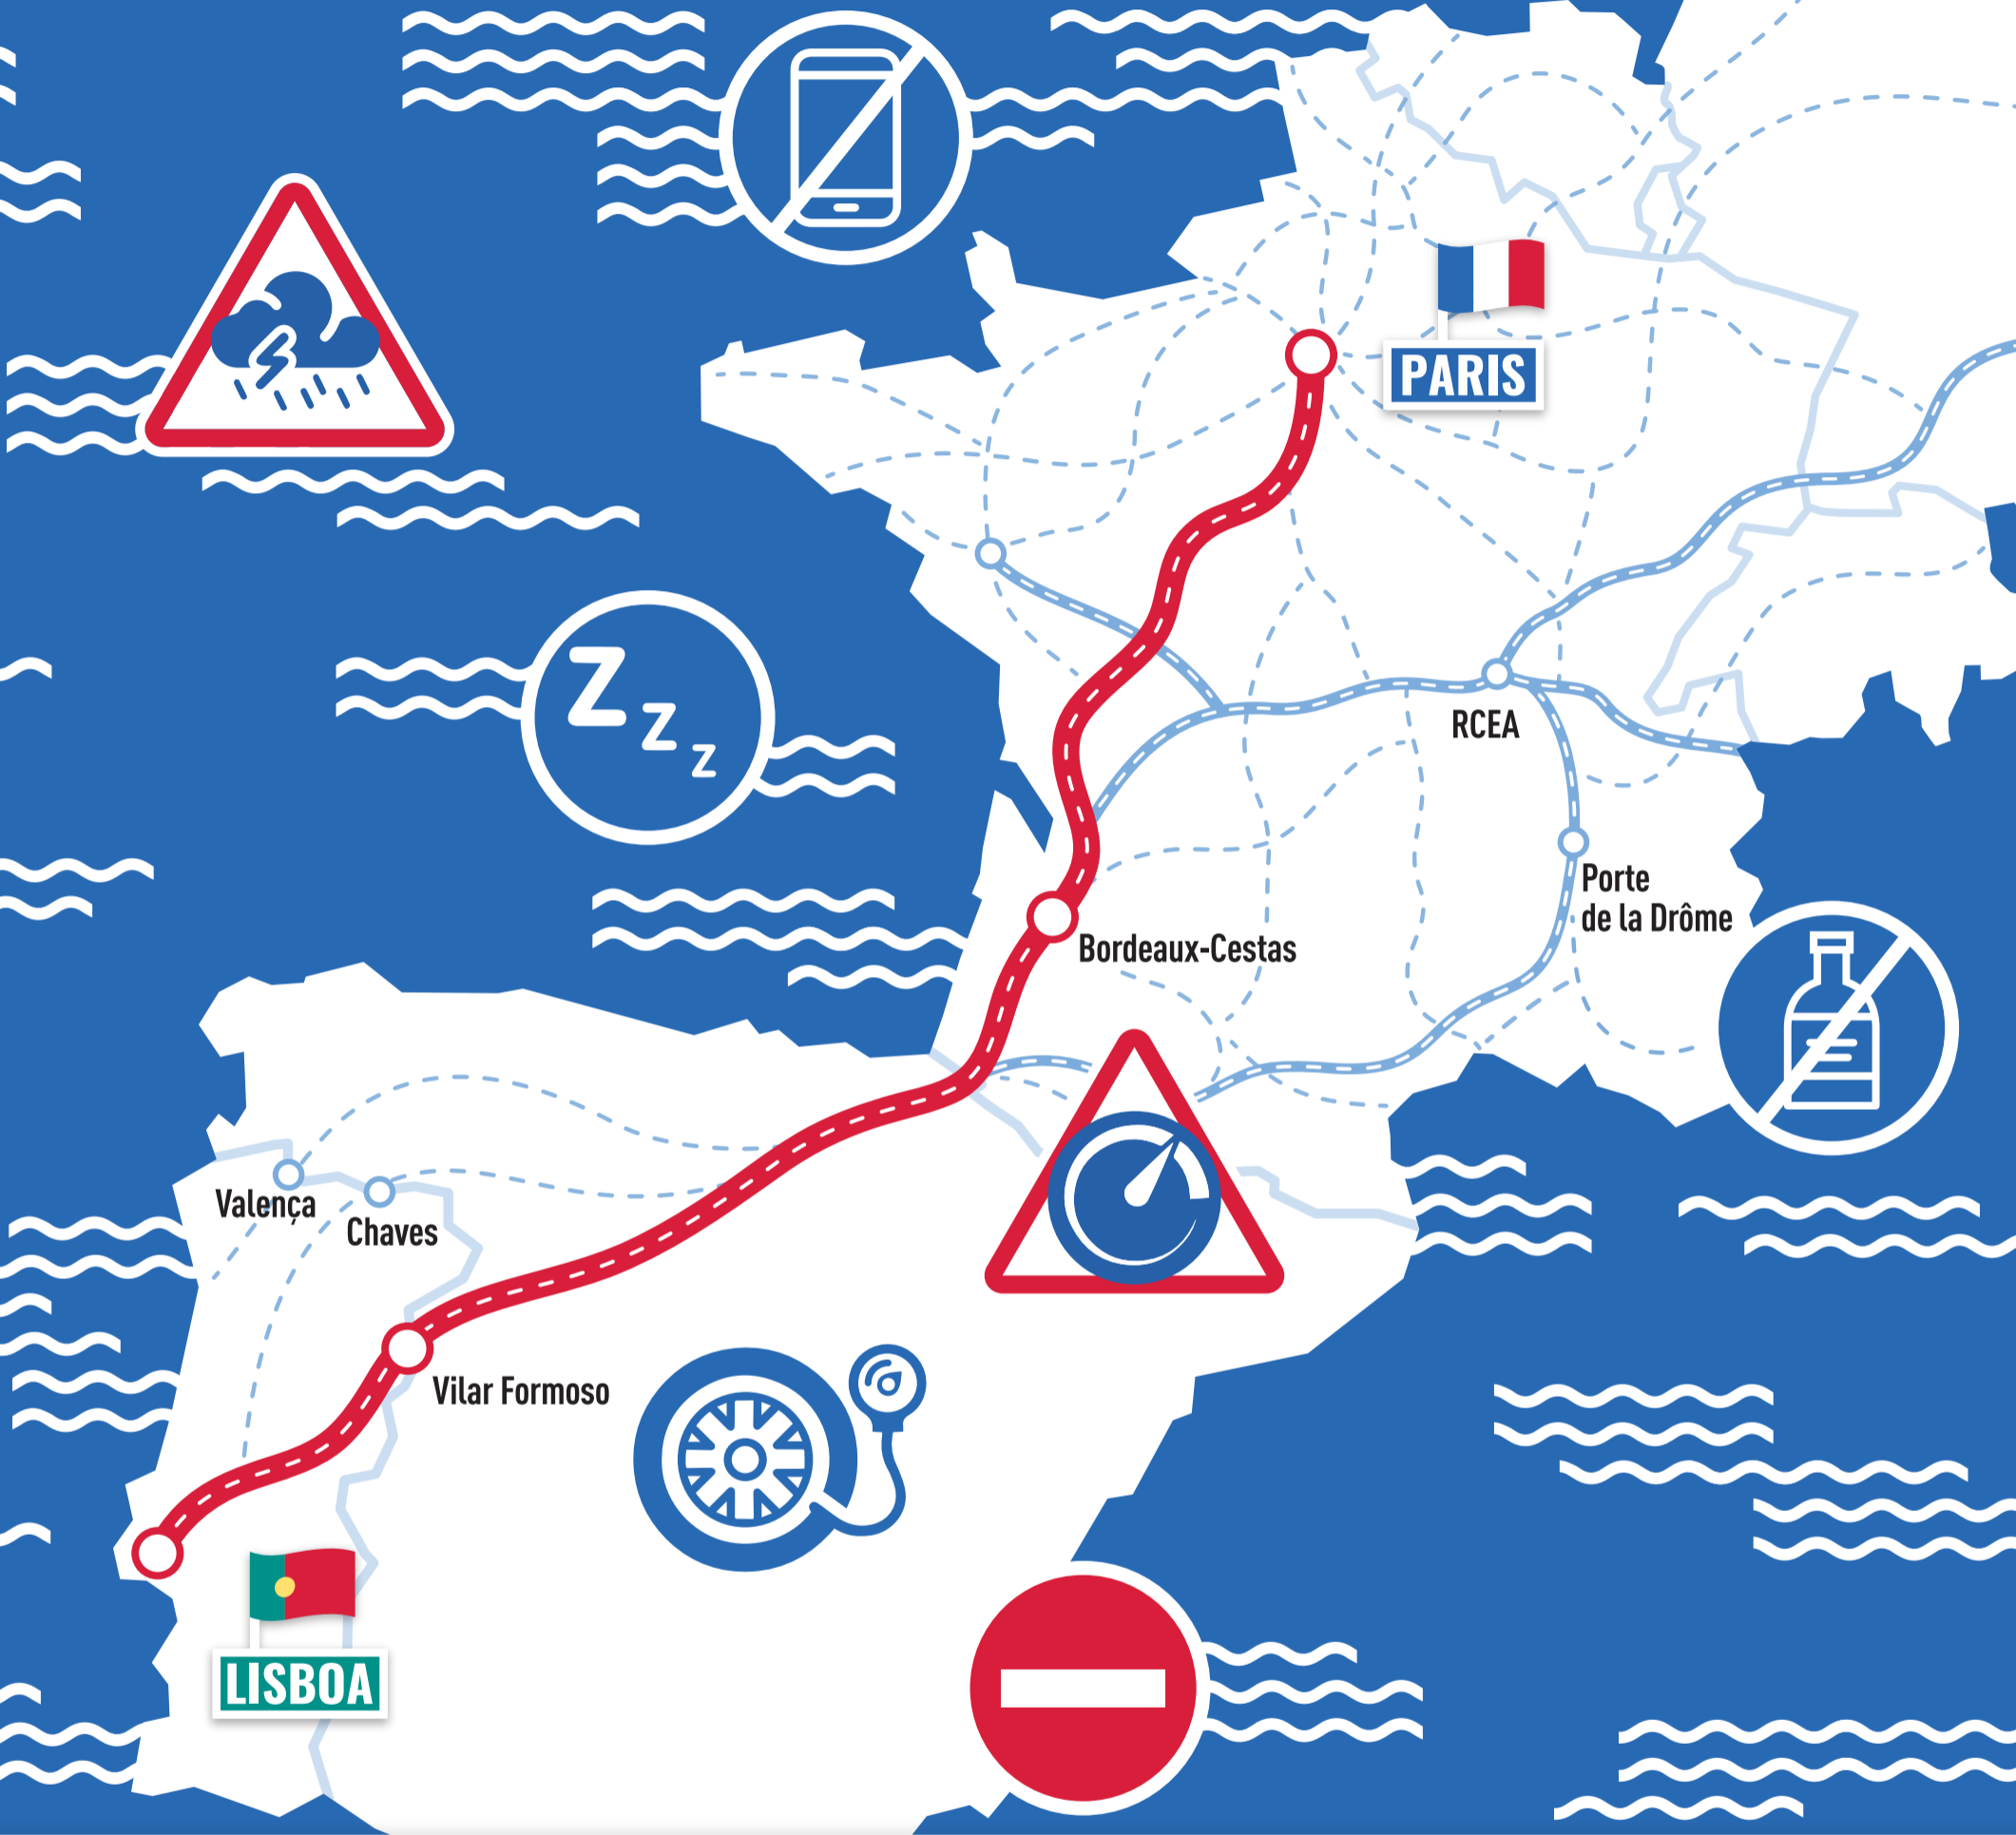 Z
Z
Z
PARIS
RCEA
Porte
de la Drôme
Bordeaux-Cestas
Valença
Chaves
Vilar Formoso
LISBOA